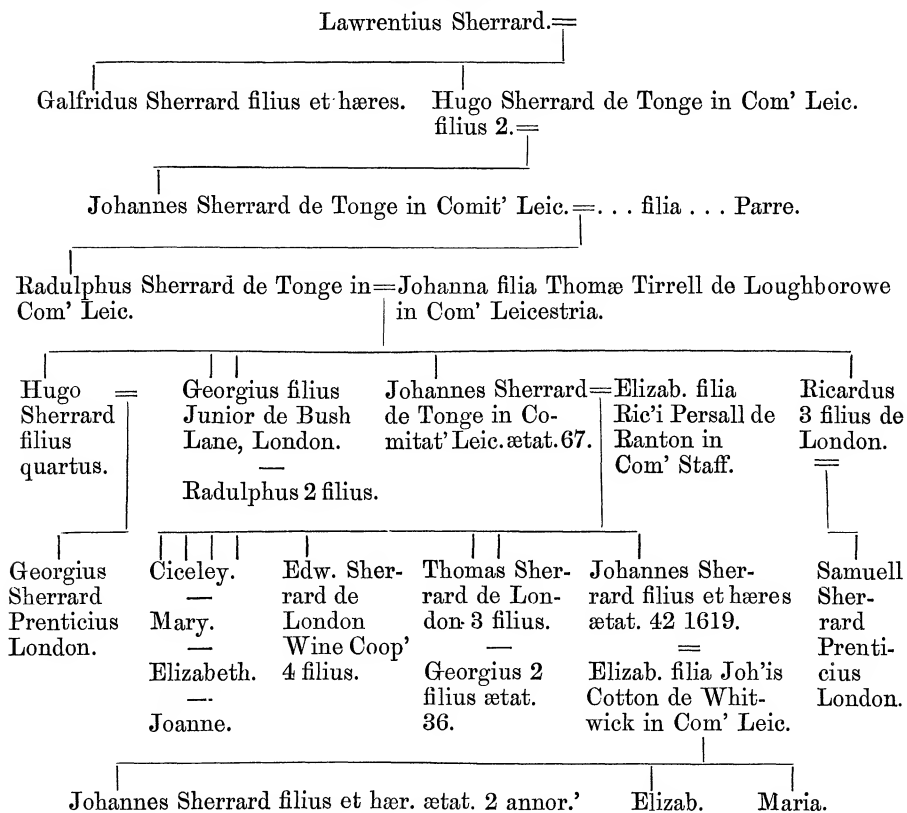 Lawrentius Sherrard.=
Galfridus Sherrard filius et hæres.
Hugo Sherrard de Tonge in Com' Leic.
filius 2.=
Johannes Sherrard de Tonge in Comit' Leic.=. . . filia . . . Parre.
Radulphus Sherrard de Tonge in=Johanna filia Thomæ Tirrell de Loughborowe
Com' Leic.
in Com' Leicestria.
Hugo =
Sherrard
filius
quartus.
Georgius filius
Junior de Bush
Lane, London.
—
Radulphus 2 filius.
Johannes Sherrard=
de Tonge in Co-
mitat' Leic. ætat. 67.
Elizab. filia
Ric'i Persall de
Ranton in
Com' Staff.
Ricardus
3 filius de
London.
=
Georgius
Sherrard
Prenticius
London.
Ciceley.
—
Mary.
—
Elizabeth.
—
Joanne.
Edw. Sher-
rard de
London
Wine Coop'
4 filius.
Thomas Sher-
rard de Lon-
don 3 filius.
—
Georgius 2
filius ætat.
36.
Johannes Sher-
rard filius et hæres
ætat. 42 1619.
=
Elizab. filia Joh'is
Cotton de Whit-
wick in Com' Leic.
Samuell
Sher-
rard
Prenti-
cius
London.
Johannes Sherrard filius et hær. ætat. 2 annor.'
Elizab.
Maria.